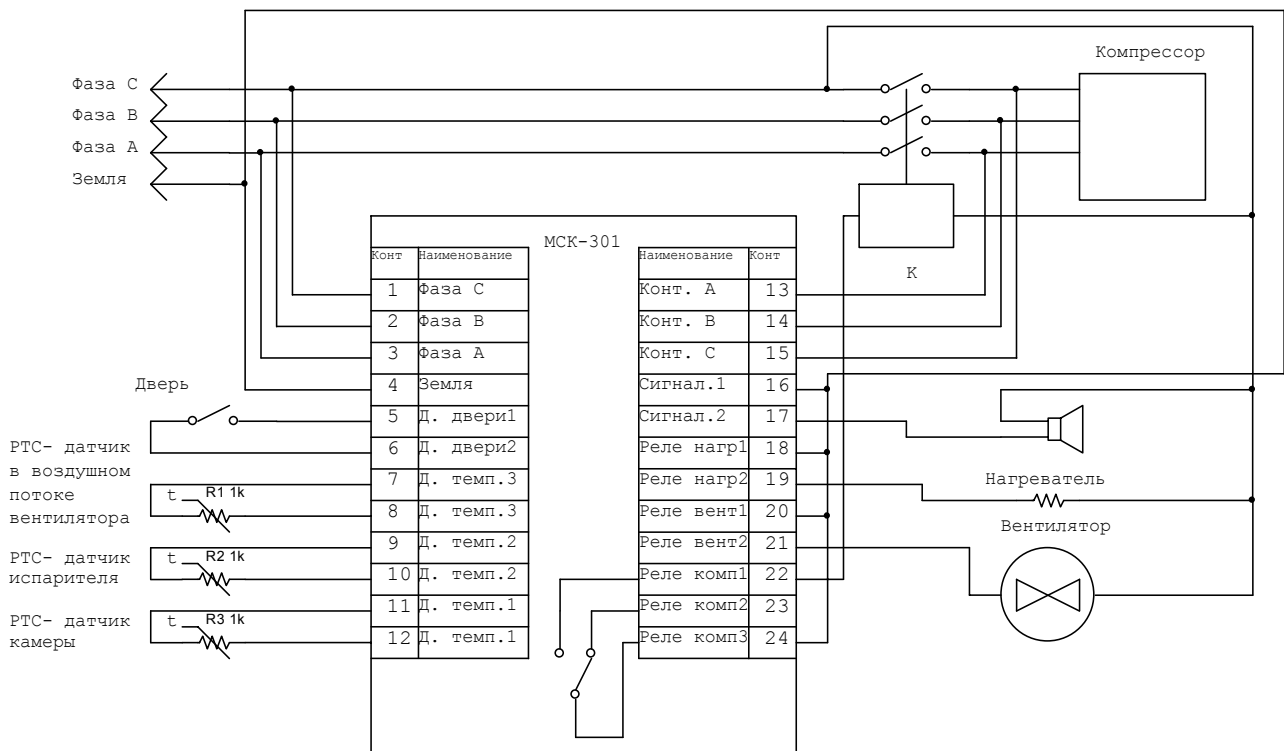 Компрессор
Фаза C
Фаза B
Фаза A
Земля
МСК-301
K
Конт Наименование
1 Фаза C
2 Фаза B
3 Фаза A
4 Земля
5 Д. двери1
6 Д. двери2
7 Д. темп.3
8 Д. темп.3
9 Д. темп.2
10 Д. темп.2
11 Д. темп.1
12 Д. темп.1
Наименование Конт
Конт. A 13
Конт. B 14
Конт. C 15
Сигнал.1 16
Сигнал.2 17
Реле нагр1 18
Реле нагр2 19
Реле вент1 20
Реле вент2 21
Реле комп1 22
Реле комп2 23
Реле комп3 24
Дверь
РТС- датчик
в воздушном
потоке
вентилятора
t R1 1k
РТС- датчик
испарителя
t R2 1k
РТС- датчик
камеры
t R3 1k
Нагреватель
Вентилятор